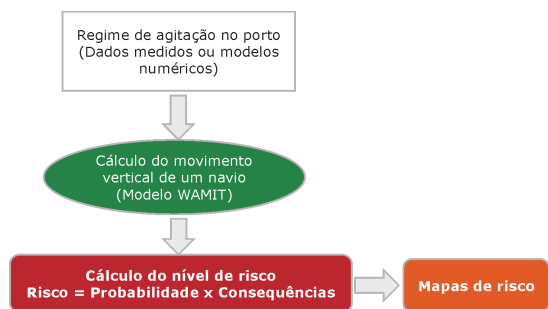 Regime de agitação no porto
(Dados medidos ou modelos
numéricos)
Cálculo do movimento
vertical de um navio
(Modelo WAMIT)
Cálculo do nível de risco
Risco = Probabilidade x Consequências
Mapas de risco